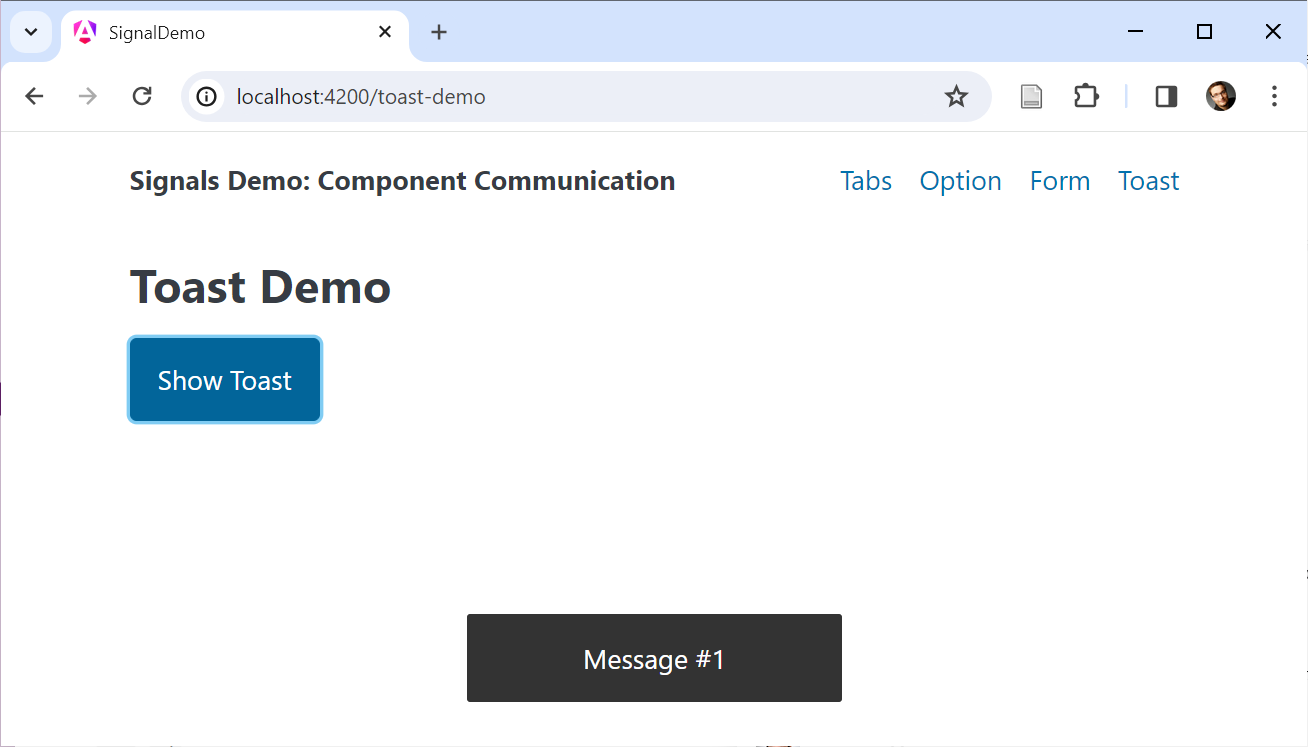 SignalDemo
localhost:4200/toast-demo
Signals Demo: Component Communication Tabs Option Form Toast
Toast Demo
Show Toast
Message #1